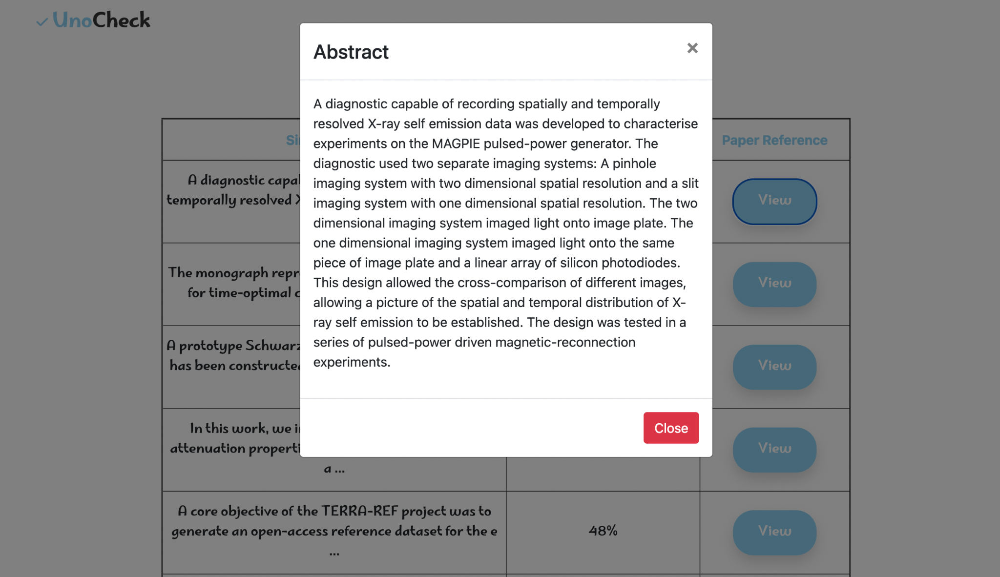 UnoCheck
Abstract
×
A diagnostic capable of recording spatially and temporally
resolved X-ray self emission data was developed to characterise
experiments on the MAGPIE pulsed-power generator. The
diagnostic used two separate imaging systems: A pinhole
imaging system with two dimensional spatial resolution and a slit
imaging system with one dimensional spatial resolution. The two
dimensional imaging system imaged light onto image plate. The
one dimensional imaging system imaged light onto the same
piece of image plate and a linear array of silicon photodiodes.
This design allowed the cross-comparison of different images,
allowing a picture of the spatial and temporal distribution of X-
ray self emission to be established. The design was tested in a
series of pulsed-power driven magnetic-reconnection
experiments.
Close
Paper Reference
A diagnostic
temporally resolved
View
The monograph
for time-optimal
View
A prototype
has been
View
In this work, we
attenuation
a ...
View
A core objective of the TERRA-REF project was to
generate an open-access reference dataset for the e
...
48%
View